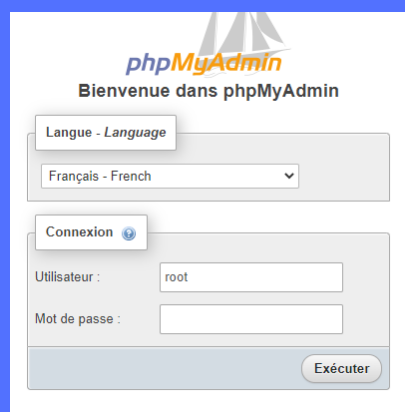 phpMyAdmin
Bienvenue dans phpMyAdmin
Langue - Language
Français - French
Connexion
Utilisateur :
root
Mot de passe :
Exécuter